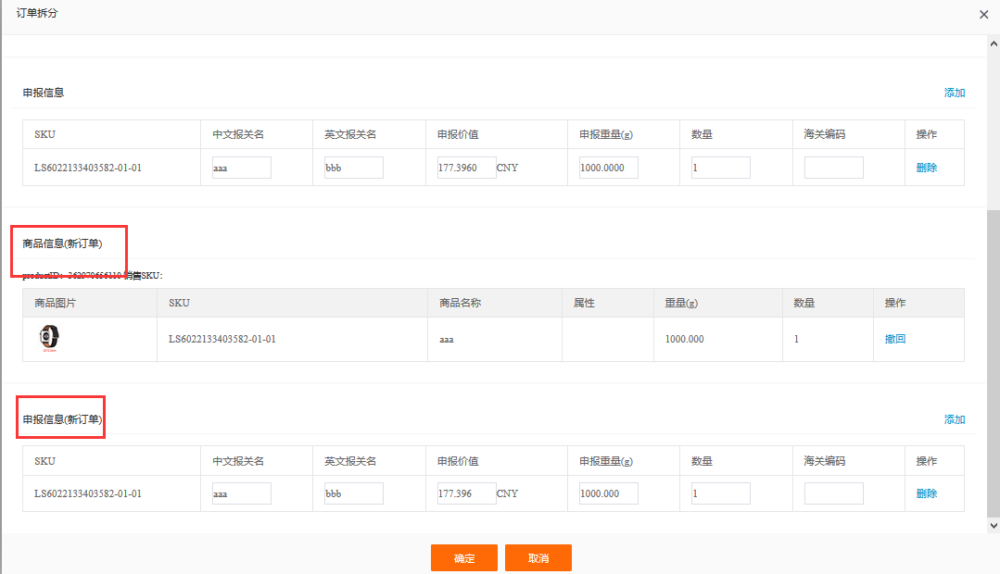 订单拆分
申报信息 添加
SKU 中文报关名 英文报关名 申报价值 申报重量(g) 数量 海关编码 操作
LS6022133403582-01-01 aaa bbb 177.3960 CNY 1000.0000 1 删除
商品信息(新订单)
productID: 362070656110 销售SKU:
商品图片 SKU 商品名称 属性 重量(g) 数量 操作
LS6022133403582-01-01 aaa 1000.000 1 撤回
申报信息(新订单) 添加
SKU 中文报关名 英文报关名 申报价值 申报重量(g) 数量 海关编码 操作
LS6022133403582-01-01 aaa bbb 177.396 CNY 1000.000 1 删除
确定 取消